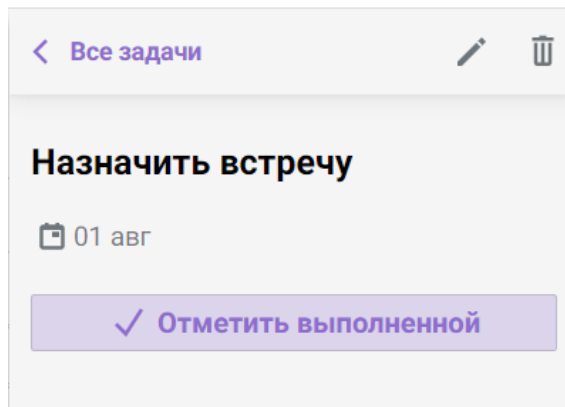 Все задачи
Назначить встречу
01 авг
Отметить выполненной